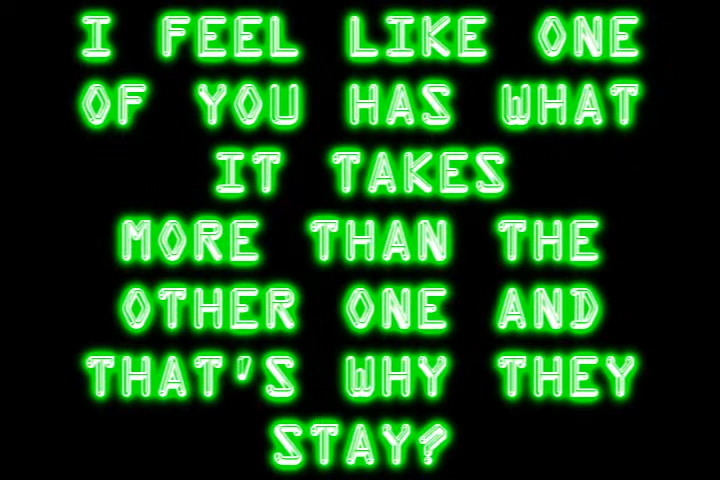 I FEEL LIKE ONE
OF YOU HAS WHAT
IT TAKES
MORE THAN THE
OTHER ONE AND
THAT'S WHY THEY
STAY?